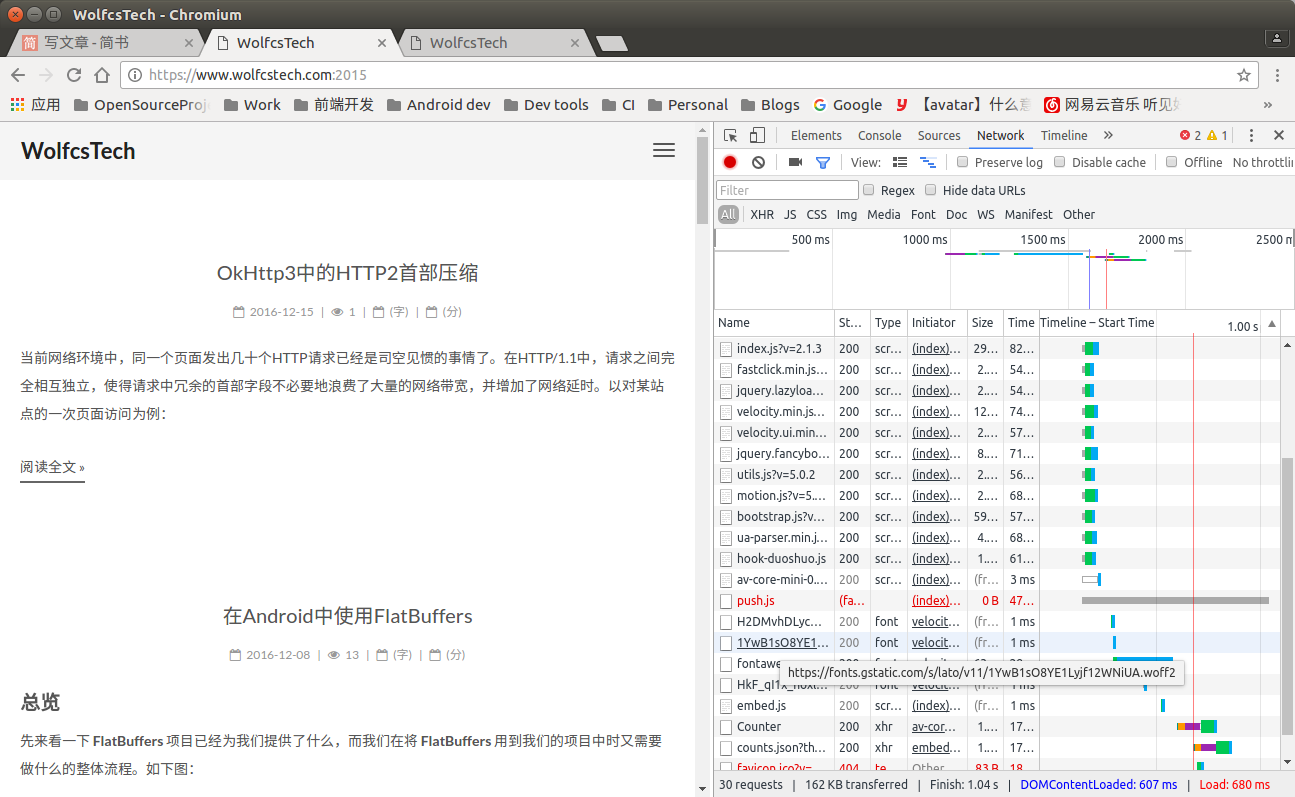 WolfcsTech - Chromium
写文章 - 简书
WolfcsTech
WolfcsTech
https://www.wolfcstech.com:2015
应用 OpenSourceProj Work 前端开发 Android dev Dev tools CI Personal Blogs Google 【avatar】什么意 网易云音乐 听见好 »
WolfcsTech
OkHttp3中的HTTP2首部压缩
2016-12-15 | 1 | (字) | (分)
当前网络环境中，同一个页面发出几十个HTTP请求已经是司空见惯的事情了。在HTTP/1.1中，请求之间完
全相互独立，使得请求中冗余的首部字段不必要地浪费了大量的网络带宽，并增加了网络延时。以对某站
点的一次页面访问为例：
阅读全文 »
在Android中使用FlatBuffers
2016-12-08 | 13 | (字) | (分)
总览
先来看一下 FlatBuffers 项目已经为我们提供了什么，而我们在将 FlatBuffers 用到我们的项目中时又需要
做什么的整体流程。如下图：
Elements Console Sources Network Timeline » 2 1
View: Preserve log Disable cache Offline No throttlin
Filter Regex Hide data URLs
All XHR JS CSS Img Media Font Doc WS Manifest Other
500 ms 1000 ms 1500 ms 2000 ms 2500 m
Name St... Type Initiator Size Time Timeline – Start Time 1.00 s
index.js?v=2.1.3 200 scr... (index)... 29... 82...
fastclick.min.js... 200 scr... (index)... 2.... 54...
jquery.lazyloa... 200 scr... (index)... 2.... 54...
velocity.min.js... 200 scr... (index)... 12... 74...
velocity.ui.min... 200 scr... (index)... 2.... 57...
jquery.fancybo... 200 scr... (index)... 8.... 71...
utils.js?v=5.0.2 200 scr... (index)... 2.... 56...
motion.js?v=5.... 200 scr... (index)... 2.... 68...
bootstrap.js?v... 200 scr... (index)... 59... 57...
ua-parser.min.j... 200 scr... (index)... 4.... 68...
hook-duoshuo.js 200 scr... (index)... 1.... 61...
av-core-mini-0.... 200 scr... (index)... (fr... 3 ms
push.js (fa... (index)... 0 B 47...
H2DMvhDLyc... 200 font velocit... (fr... 1 ms
1YwB1sO8YE1... 200 font velocit... (fr... 1 ms
fontawe
https://fonts.gstatic.com/s/lato/v11/1YwB1sO8YE1Lyjf12WNiUA.woff2
embed.js 200 scr... (index)... (fr... 1 ms
Counter 200 xhr av-cor... 1.... 17...
counts.json?th... 200 xhr embed... 1.... 17...
favicon.ico?v=... 404 te... Other 83 B 18...
30 requests | 162 KB transferred | Finish: 1.04 s | DOMContentLoaded: 607 ms | Load: 680 ms